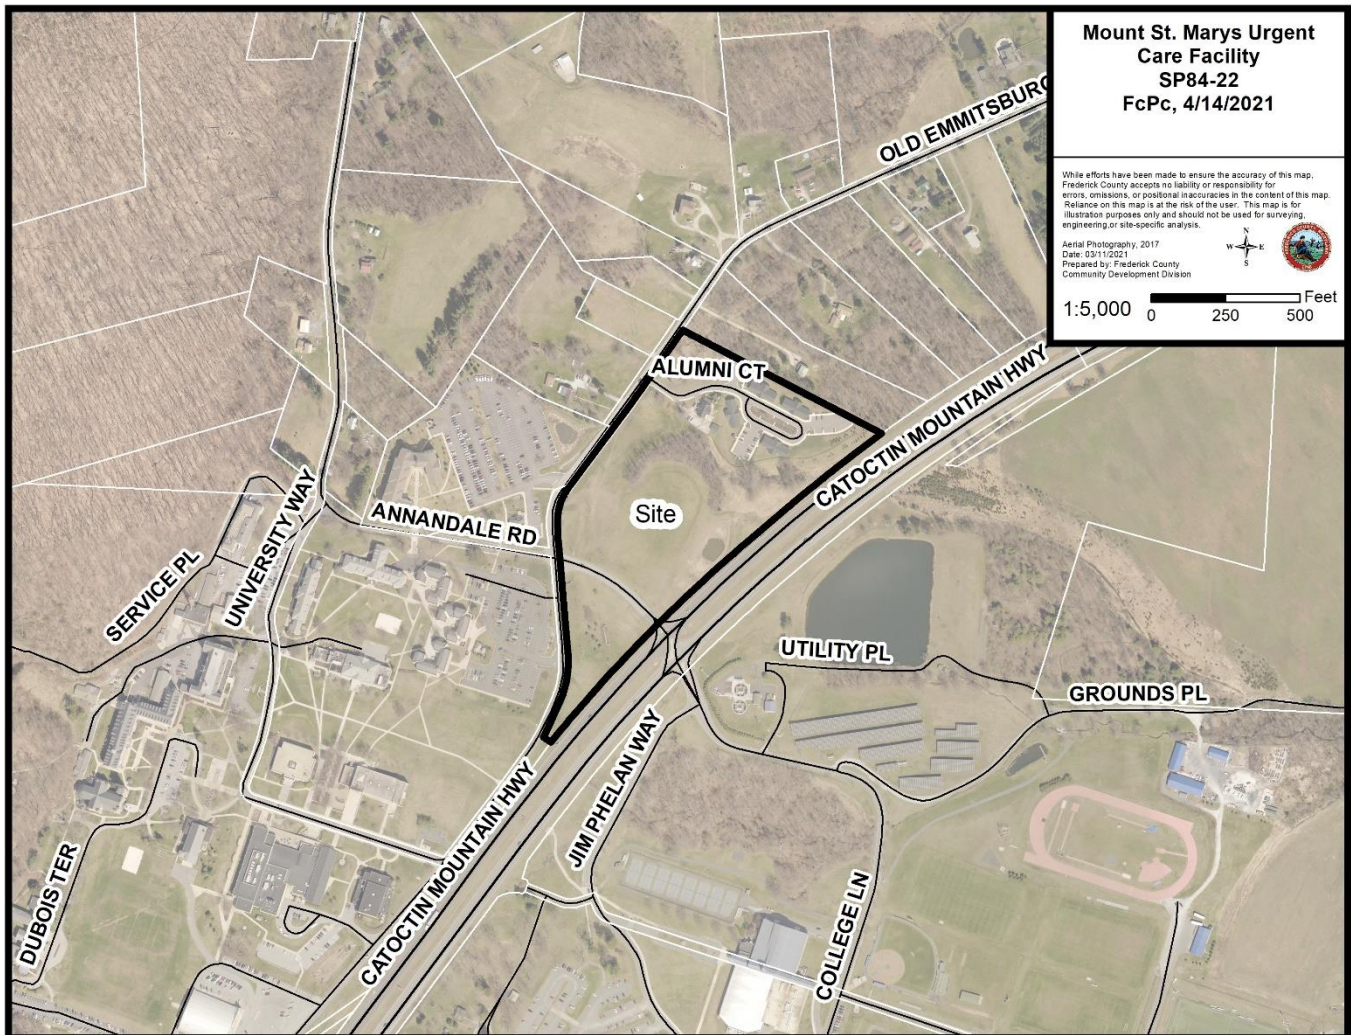 Mount St. Marys Urgent
Care Facility
SP84-22
FcPc, 4/14/2021
While efforts have been made to ensure the accuracy of this map,
Frederick County accepts no liability or responsibility for
errors, omissions, or positional inaccuracies in the content of this map.
Reliance on this map is at the risk of the user. This map is for
illustration purposes only and should not be used for surveying,
engineering,or site-specific analysis.
Aerial Photography, 2017
Date: 03/11/2021
Prepared by: Frederick County
Community Development Division
N
W E
S
1:5,000
Feet
0 250 500
OLD EMMITSBURG
ALUMNI CT
CATOCTIN MOUNTAIN HWY
Site
ANNANDALE RD
UNIVERSITY WAY
SERVICE PL
UTILITY PL
GROUNDS PL
JIM PHELAN WAY
CATOCTIN MOUNTAIN HWY
DUBOIS TER
COLLEGE LN